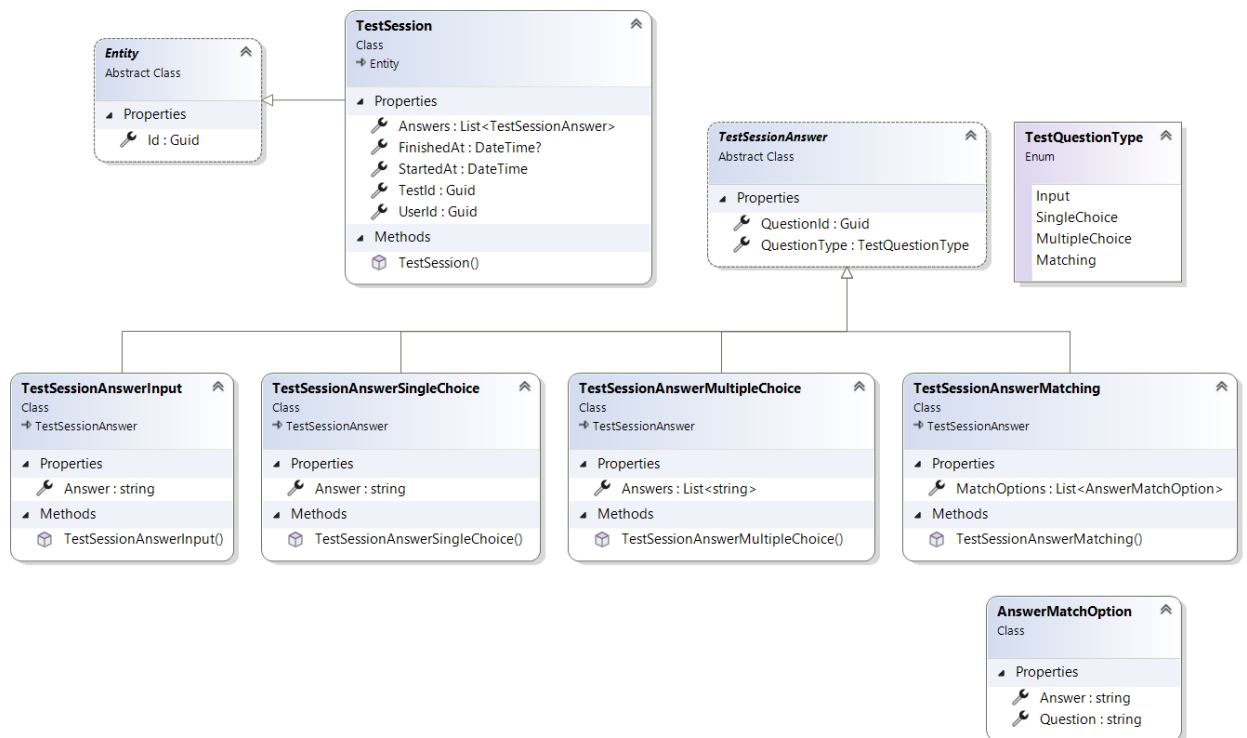 Entity
Abstract Class
Properties
Id : Guid
TestSession
Class
Entity
Properties
Answers : List<TestSessionAnswer>
FinishedAt : DateTime?
StartedAt : DateTime
TestId : Guid
UserId : Guid
Methods
TestSession()
TestSessionAnswer
Abstract Class
Properties
QuestionId : Guid
QuestionType : TestQuestionType
TestQuestionType
Enum
Input
SingleChoice
MultipleChoice
Matching
TestSessionAnswerInput
Class
TestSessionAnswer
Properties
Answer : string
Methods
TestSessionAnswerInput()
TestSessionAnswerSingleChoice
Class
TestSessionAnswer
Properties
Answer : string
Methods
TestSessionAnswerSingleChoice()
TestSessionAnswerMultipleChoice
Class
TestSessionAnswer
Properties
Answers : List<string>
Methods
TestSessionAnswerMultipleChoice()
TestSessionAnswerMatching
Class
TestSessionAnswer
Properties
MatchOptions : List<AnswerMatchOption>
Methods
TestSessionAnswerMatching()
AnswerMatchOption
Class
Properties
Answer : string
Question : string